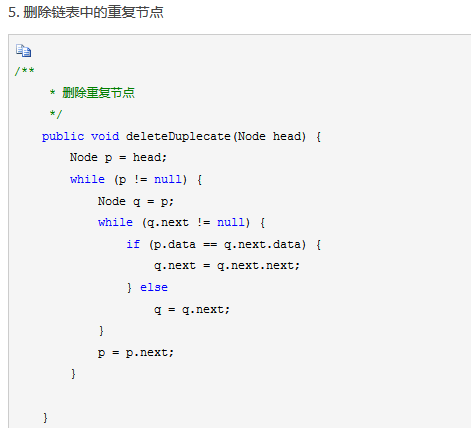 5. 删除链表中的重复节点
/**
     * 删除重复节点
     */
    public void deleteDuplecate(Node head) {
        Node p = head;
        while (p != null) {
            Node q = p;
            while (q.next != null) {
                if (p.data == q.next.data) {
                    q.next = q.next.next;
                } else
                    q = q.next;
            }
            p = p.next;
        }
    }